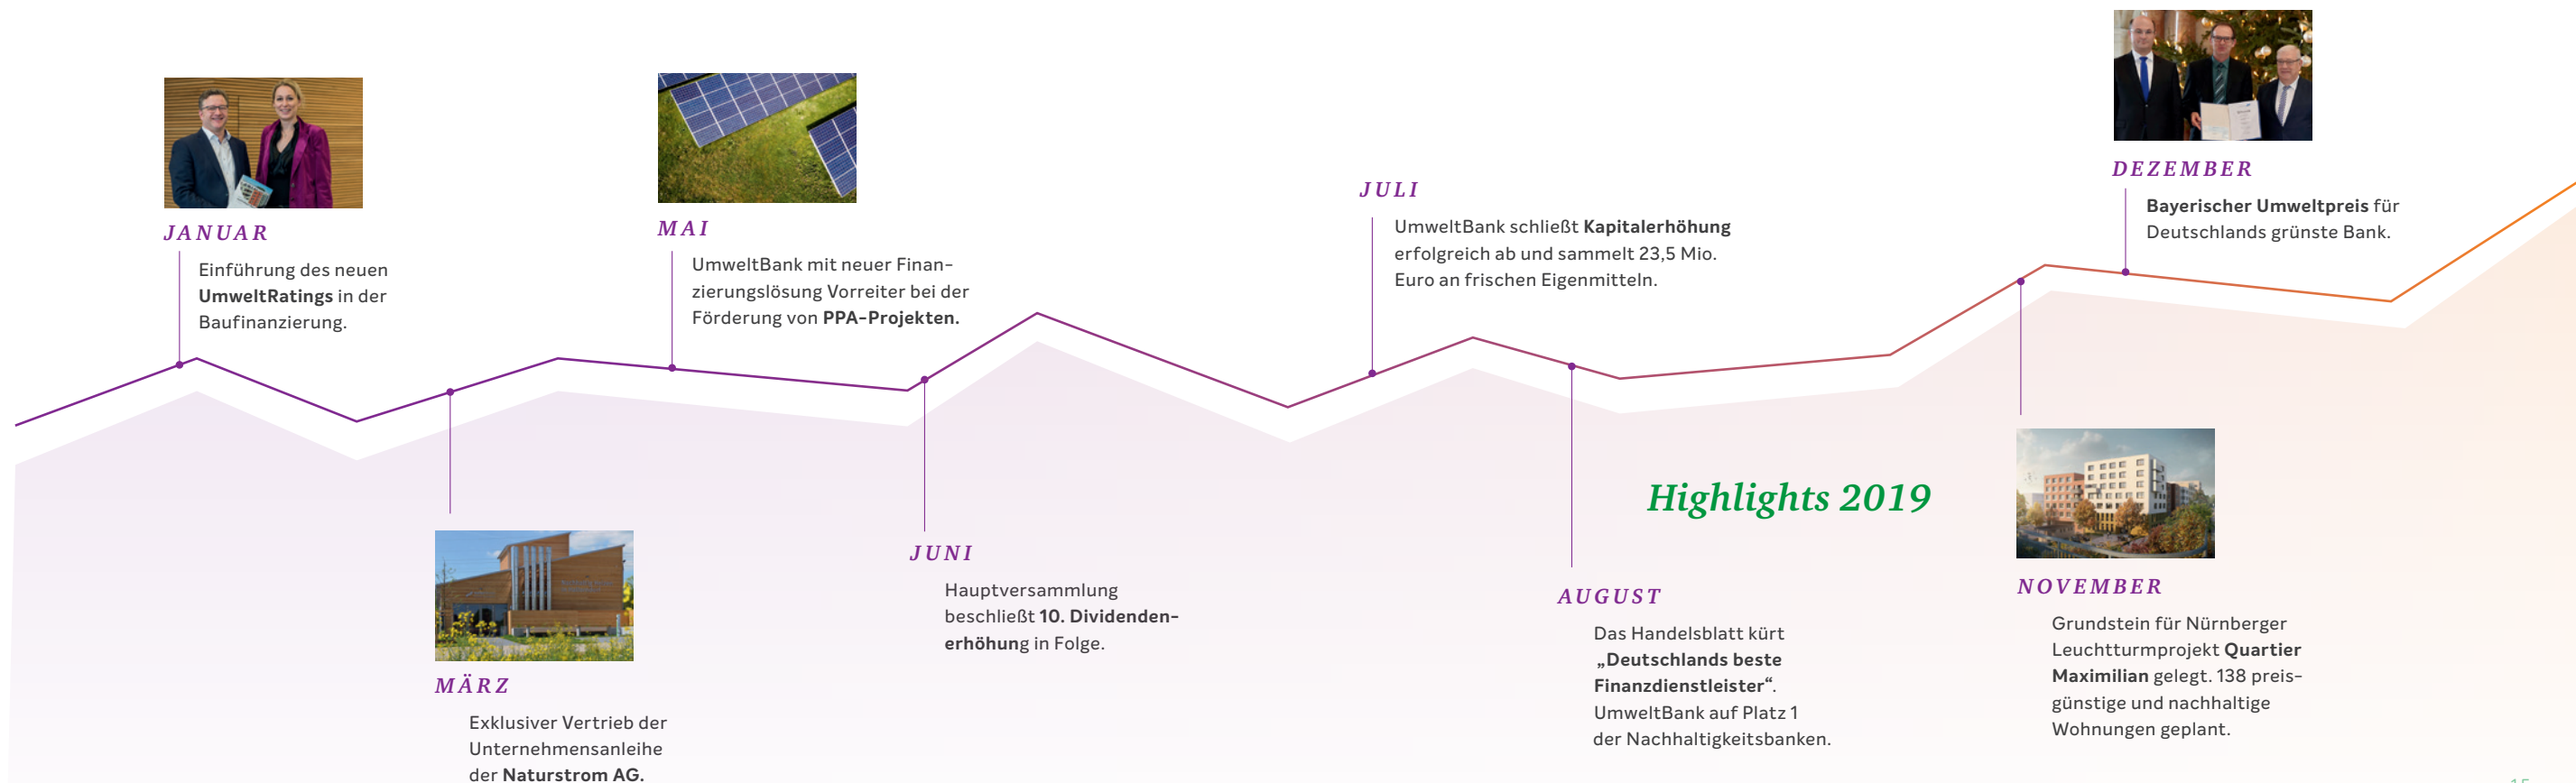 JANUAR
Einführung des neuen
UmweltRatings in der
Baufinanzierung.
MÄRZ
Exklusiver Vertrieb der
Unternehmensanleihe
der Naturstrom AG.
MAI
UmweltBank mit neuer Finan-
zierungslösung Vorreiter bei der
Förderung von PPA-Projekten.
JUNI
Hauptversammlung
beschließt 10. Dividenden-
erhöhung in Folge.
JULI
UmweltBank schließt Kapitalerhöhung
erfolgreich ab und sammelt 23,5 Mio.
Euro an frischen Eigenmitteln.
Highlights 2019
AUGUST
Das Handelsblatt kürt
„Deutschlands beste
Finanzdienstleister“.
UmweltBank auf Platz 1
der Nachhaltigkeitsbanken.
NOVEMBER
Grundstein für Nürnberger
Leuchtturmprojekt Quartier
Maximilian gelegt. 138 preis-
günstige und nachhaltige
Wohnungen geplant.
DEZEMBER
Bayerischer Umweltpreis für
Deutschlands grünste Bank.